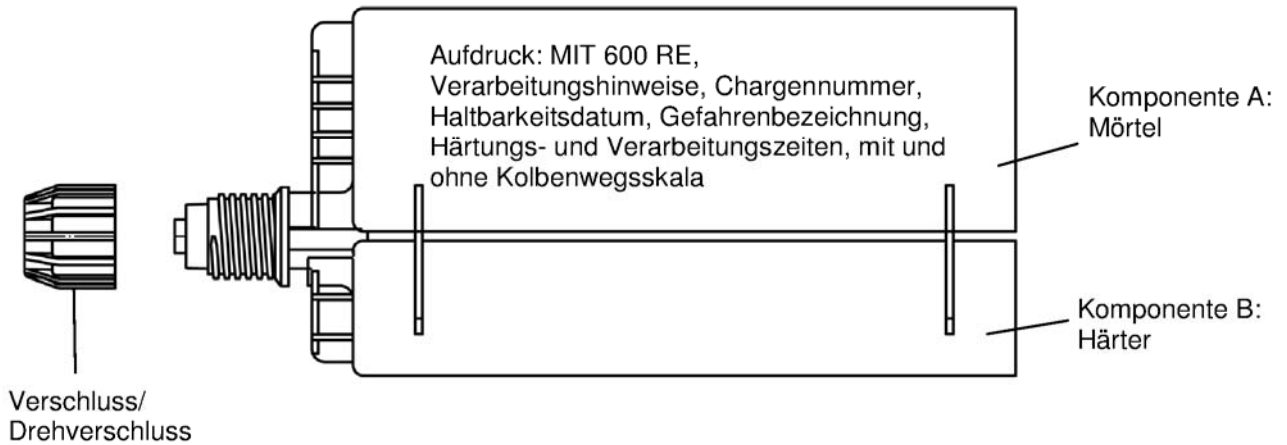 Aufdruck: MIT 600 RE,
Verarbeitungshinweise, Chargennummer,
Haltbarkeitsdatum, Gefahrenbezeichnung,
Härtungs- und Verarbeitungszeiten, mit und
ohne Kolbenwegsskala
Komponente A:
Mörtel
Komponente B:
Härter
Verschluss/
Drehverschluss